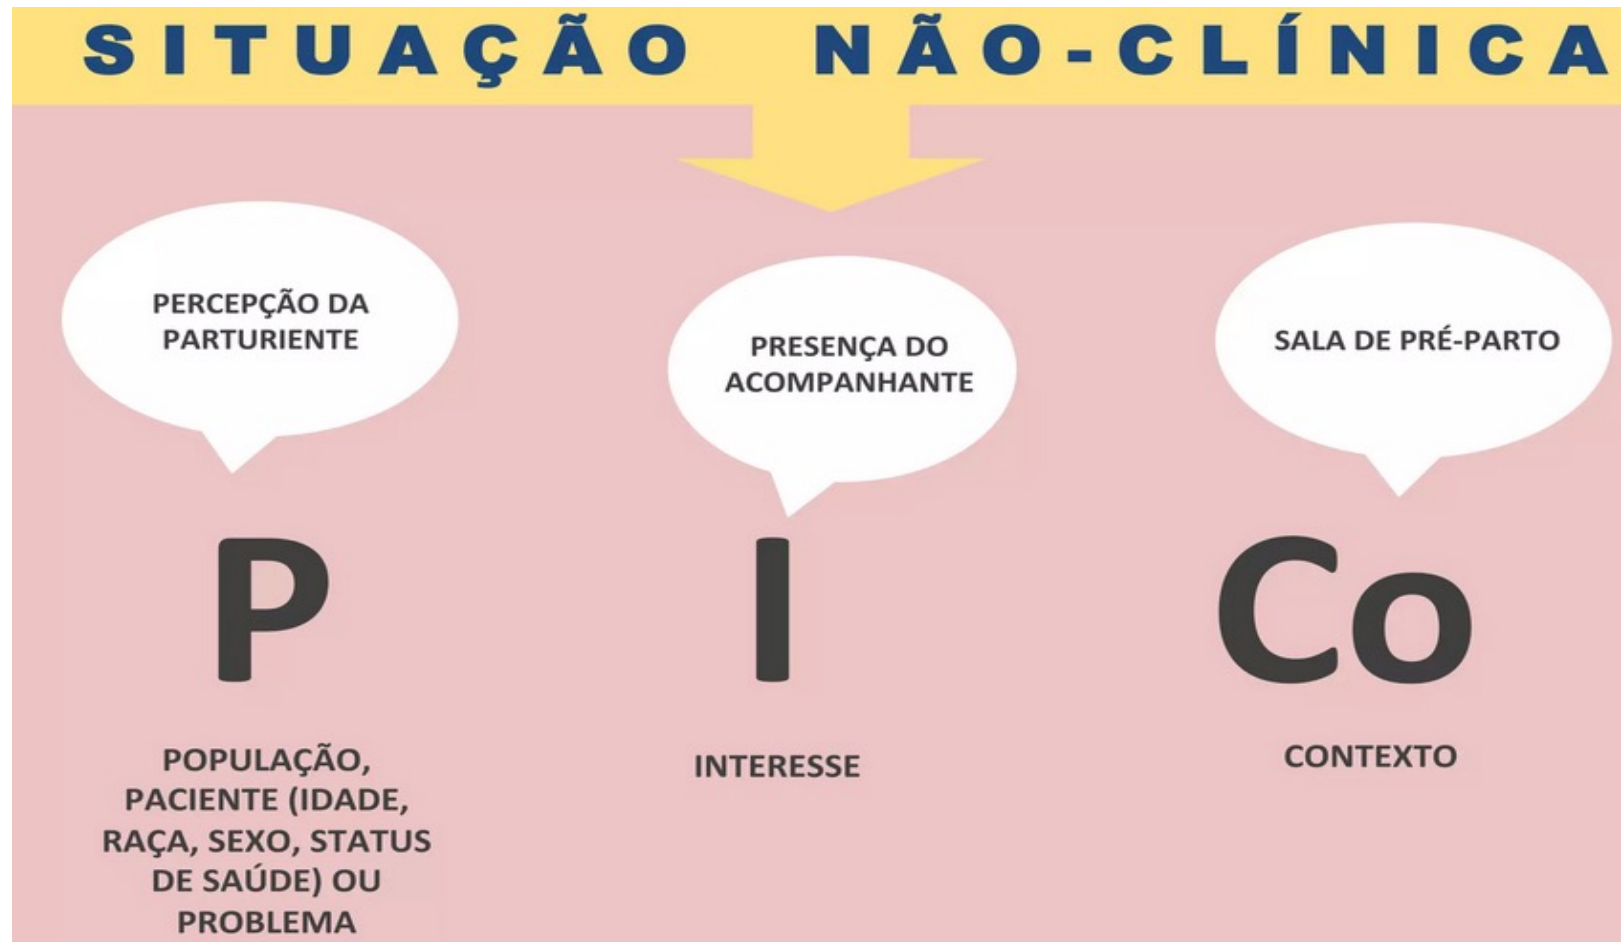 SITUAÇÃO NÃO-CLÍNICA
PERCEPÇÃO DA
PARTURIENTE
PRESENÇA DO
ACOMPANHANTE
SALA DE PRÉ-PARTO
P
I
Co
POPULAÇÃO,
PACIENTE (IDADE,
RAÇA, SEXO, STATUS
DE SAÚDE) OU
PROBLEMA
INTERESSE
CONTEXTO